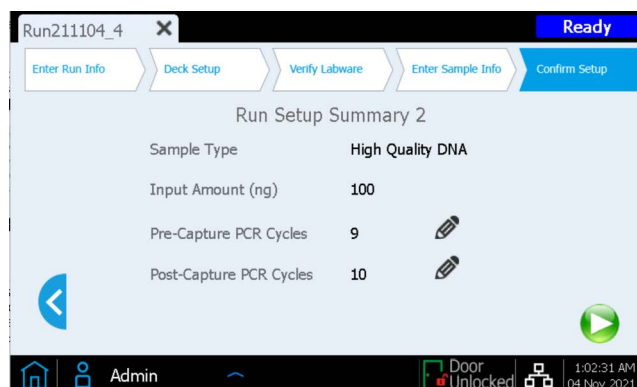 Run211104_4
Ready
Enter Run Info
Deck Setup
Verify Labware
Enter Sample Info
Confirm Setup
Run Setup Summary 2
Sample Type High Quality DNA
Input Amount (ng) 100
Pre-Capture PCR Cycles 9
Post-Capture PCR Cycles 10
Admin
Door
Unlocked
1:02:31 AM
04 Nov 2021